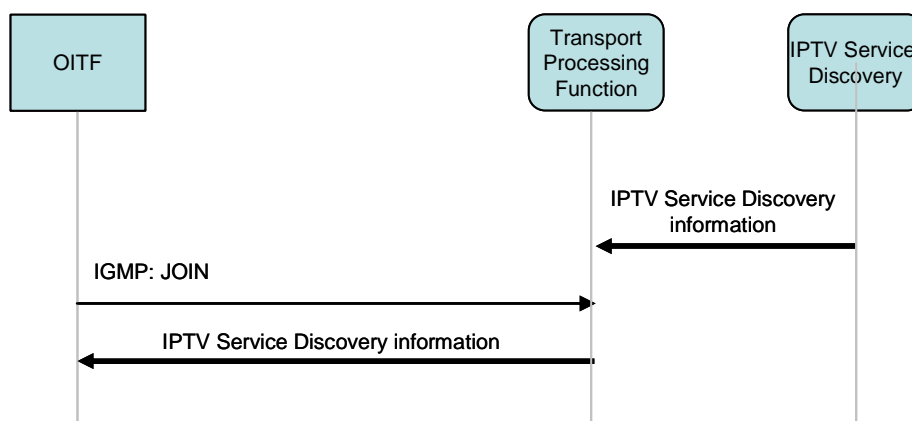 OITF
Transport
Processing
Function
IPTV Service
Discovery
IPTV Service Discovery
information
IGMP: JOIN
IPTV Service Discovery information